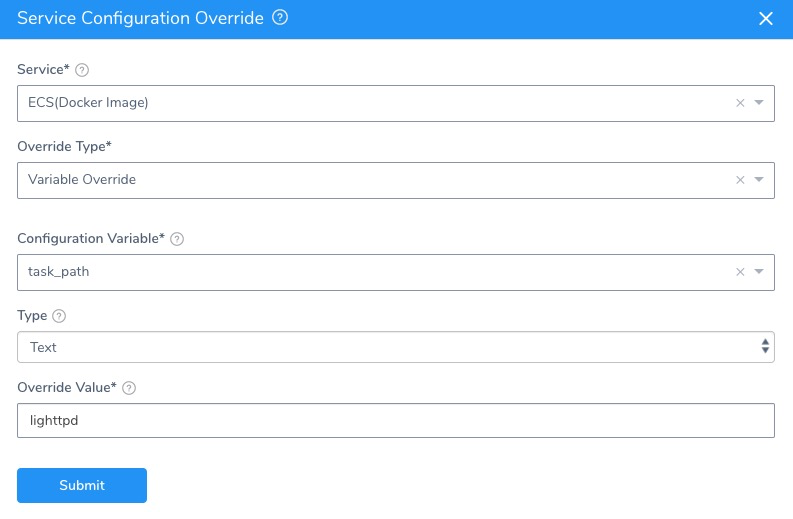 Service Configuration Override ?
Service* ?
ECS(Docker Image)
Override Type*
Variable Override
Configuration Variable* ?
task_path
Type ?
Text
Override Value* ?
lighttpd
Submit